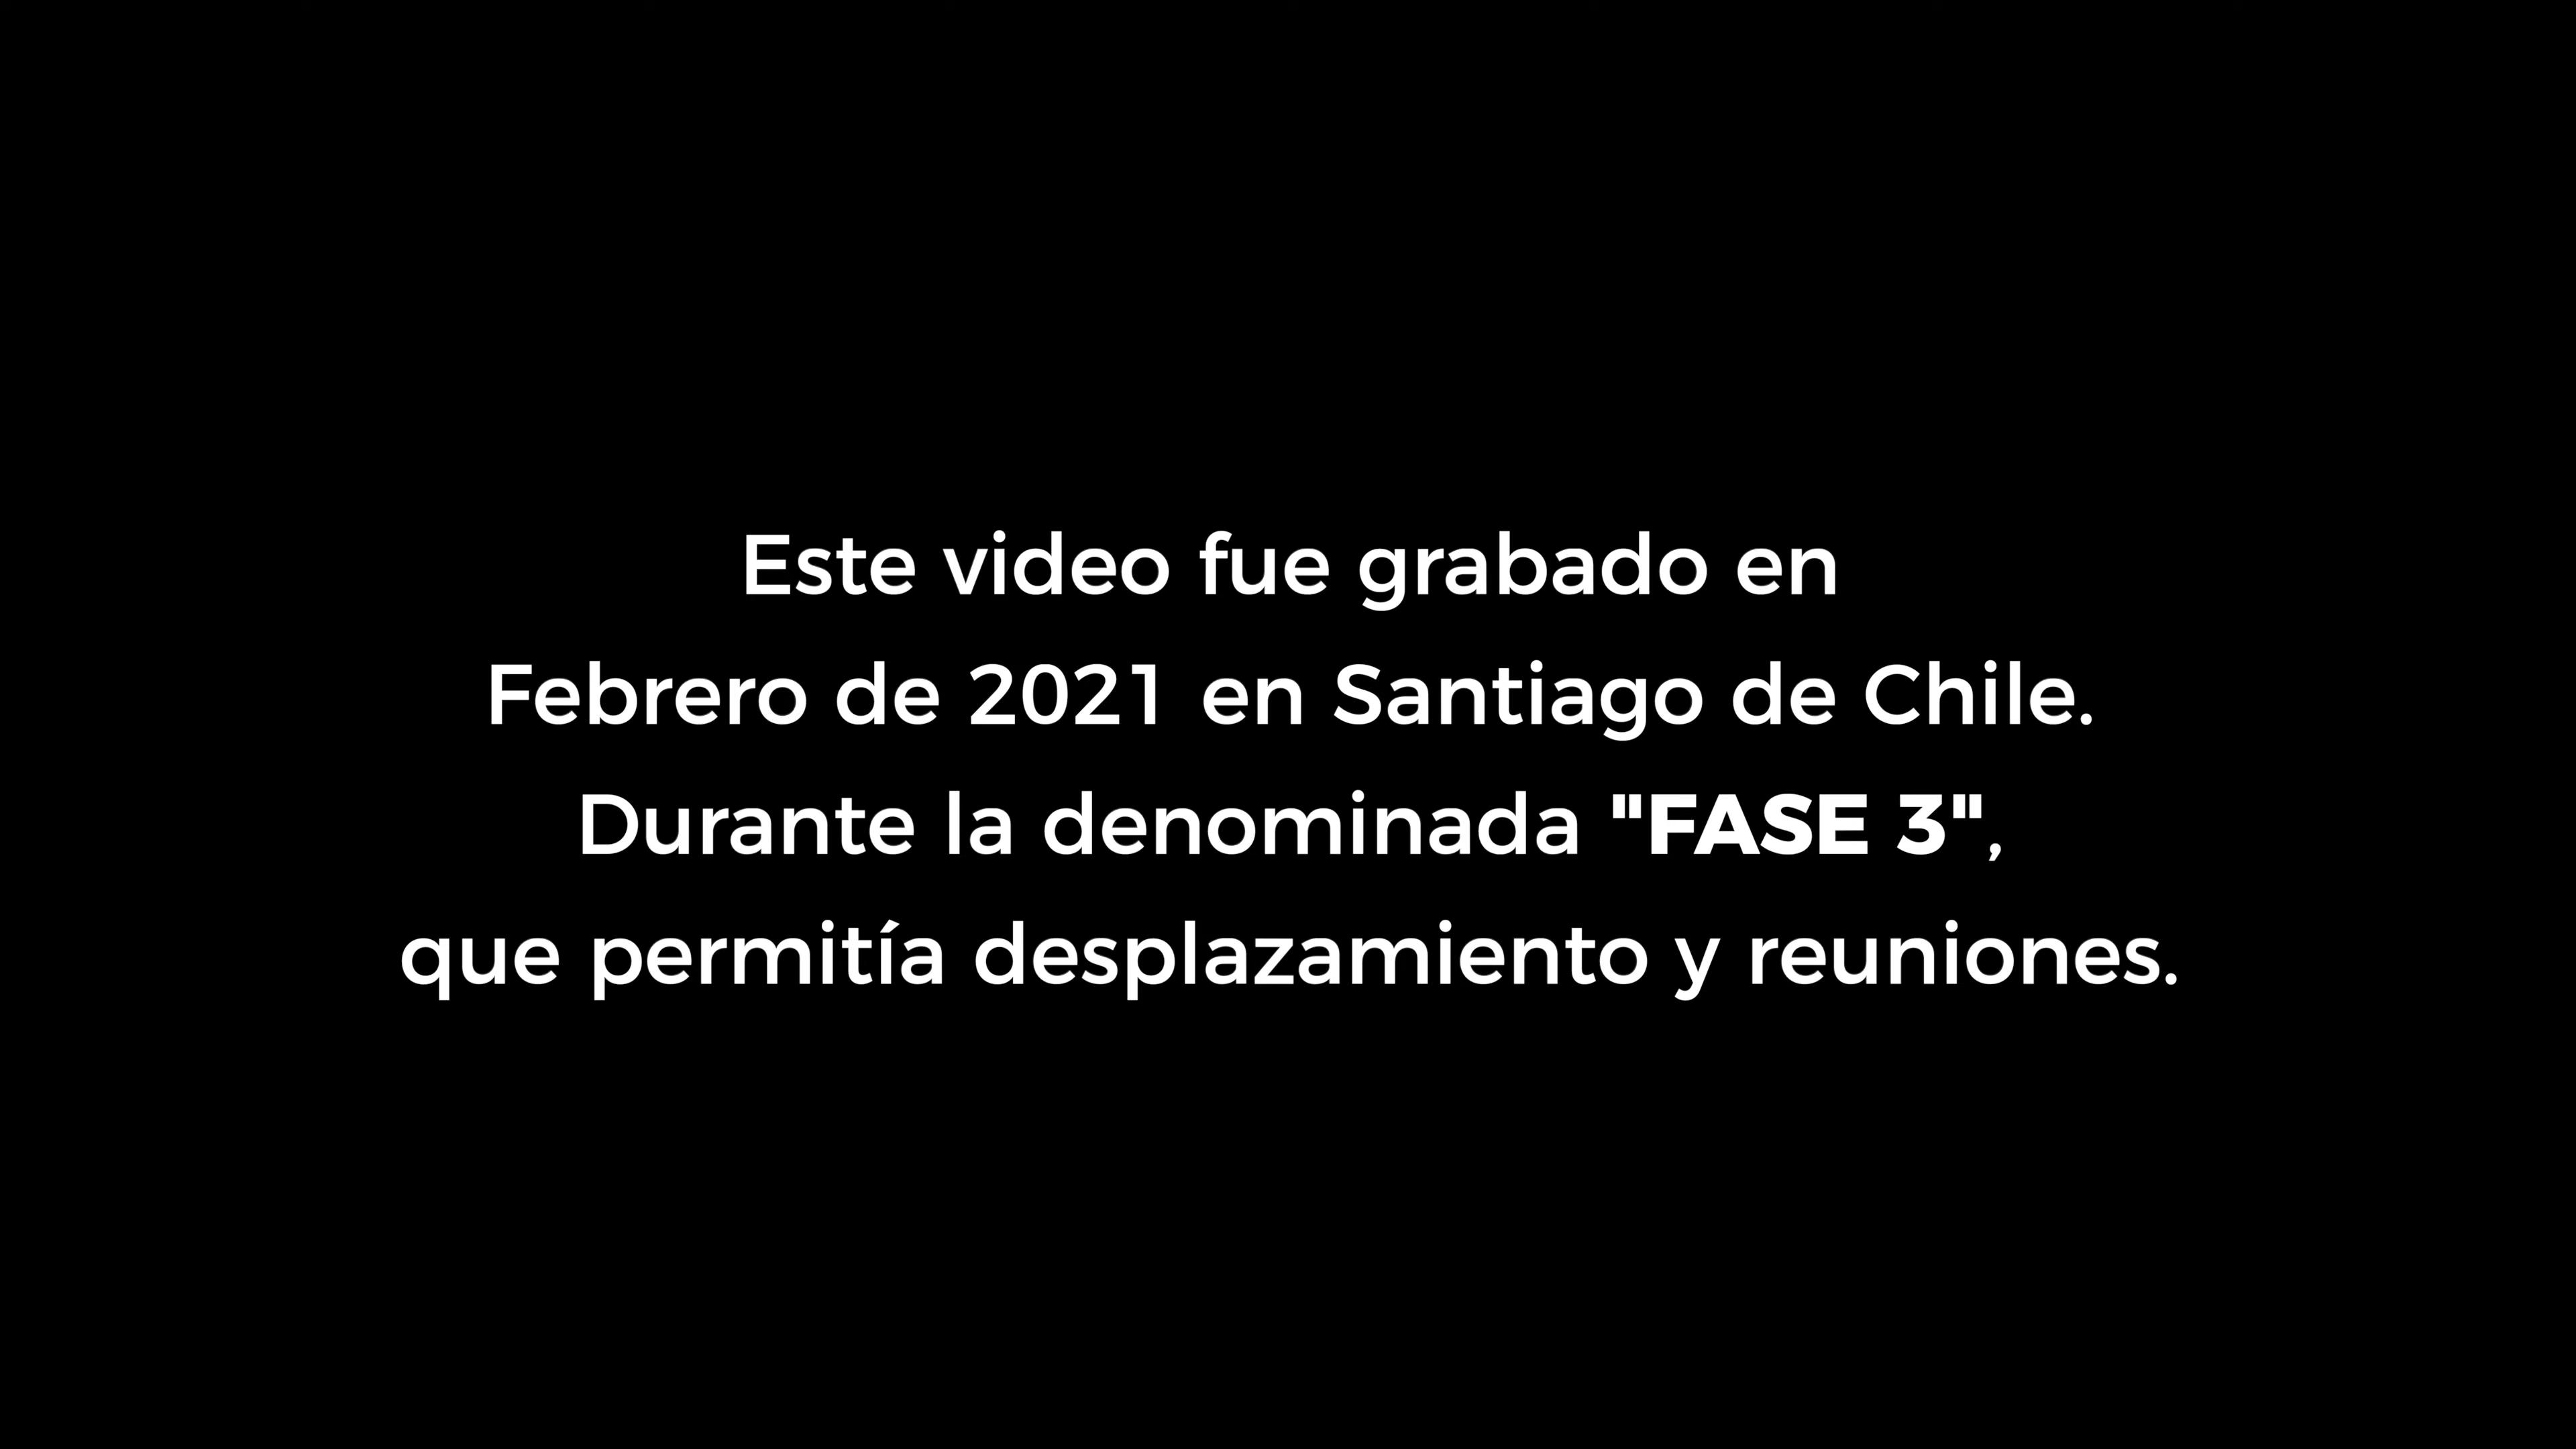 Este video fue grabado en
Febrero de 2021 en Santiago de Chile.
Durante la denominada "FASE 3",
que permitía desplazamiento y reuniones.